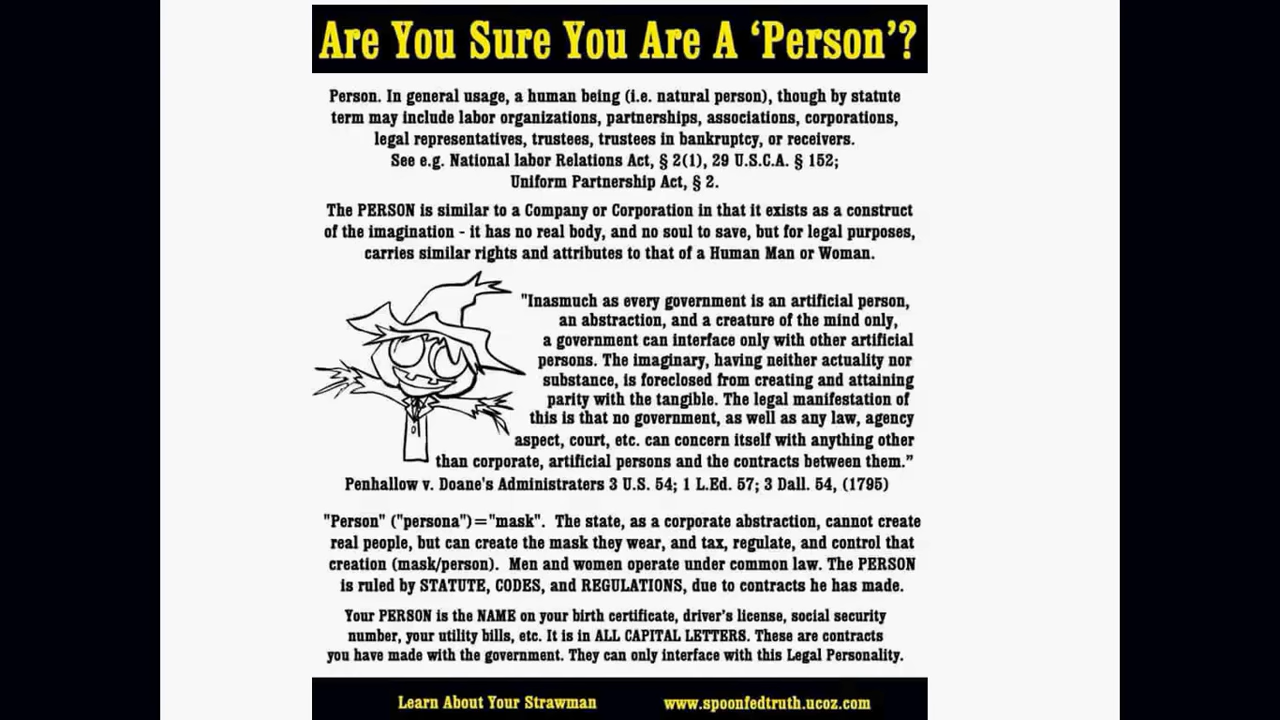 Are You Sure You Are A ‘Person’?
Person. In general usage, a human being (i.e. natural person), though by statute
term may include labor organizations, partnerships, associations, corporations,
legal representatives, trustees, trustees in bankruptcy, or receivers.
See e.g. National labor Relations Act, § 2(1), 29 U.S.C.A. § 152;
Uniform Partnership Act, § 2.
The PERSON is similar to a Company or Corporation in that it exists as a construct
of the imagination - it has no real body, and no soul to save, but for legal purposes,
carries similar rights and attributes to that of a Human Man or Woman.
"Inasmuch as every government is an artificial person,
an abstraction, and a creature of the mind only,
a government can interface only with other artificial
persons. The imaginary, having neither actuality nor
substance, is foreclosed from creating and attaining
parity with the tangible. The legal manifestation of
this is that no government, as well as any law, agency
aspect, court, etc. can concern itself with anything other
than corporate, artificial persons and the contracts between them.”
Penhallow v. Doane's Administraters 3 U.S. 54; 1 L.Ed. 57; 3 Dall. 54, (1795)
"Person" ("persona")="mask". The state, as a corporate abstraction, cannot create
real people, but can create the mask they wear, and tax, regulate, and control that
creation (mask/person). Men and women operate under common law. The PERSON
is ruled by STATUTE, CODES, and REGULATIONS, due to contracts he has made.
Your PERSON is the NAME on your birth certificate, driver's license, social security
number, your utility bills, etc. It is in ALL CAPITAL LETTERS. These are contracts
you have made with the government. They can only interface with this Legal Personality.
Learn About Your Strawman www.spoonfedtruth.ucoz.com